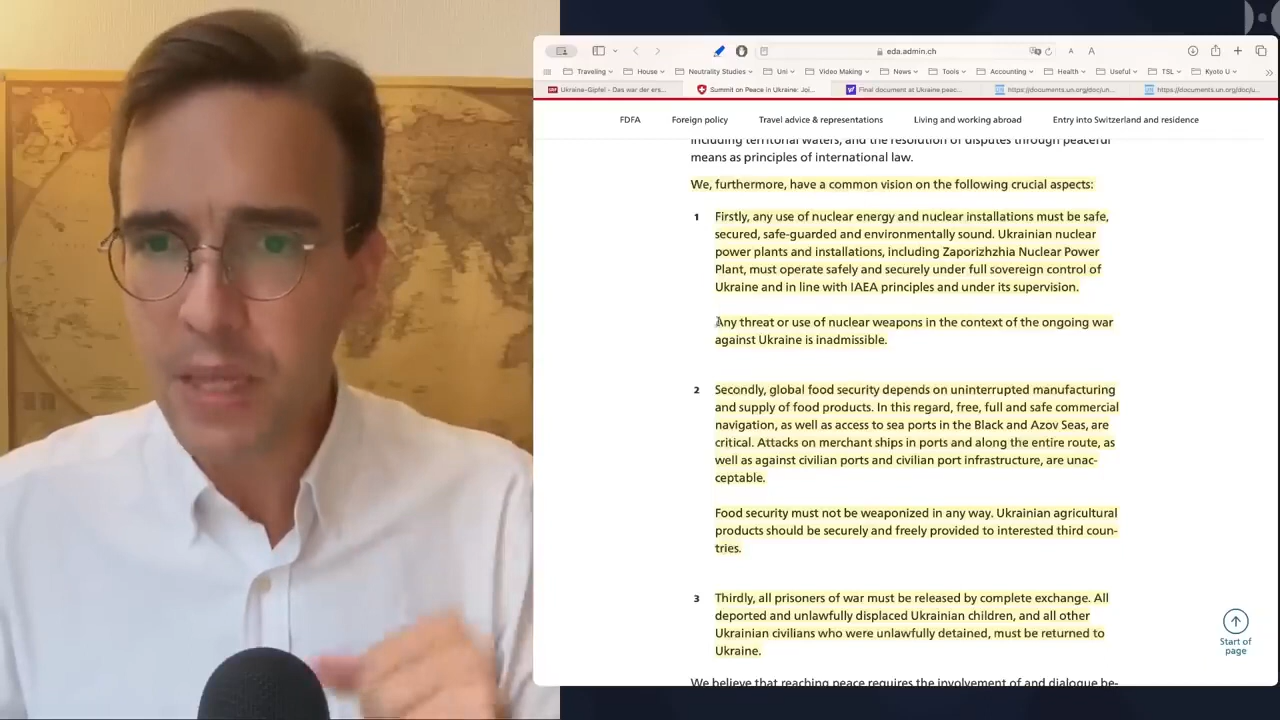 eda.admin.ch
A A
Traveling House Neutrality Studies Uni Video Making News Tools Accounting Health Useful TSL Kyoto U
Ukraine-Gipfel - Das war der ers... Summit on Peace in Ukraine: Joi... Final document at Ukraine peac... https://documents.un.org/doc/un... https://documents.un.org/doc/u...
FDFA Foreign policy Travel advice & representations Living and working abroad Entry into Switzerland and residence
including territorial waters, and the resolution of disputes through peaceful
means as principles of international law.
We, furthermore, have a common vision on the following crucial aspects:
1 Firstly, any use of nuclear energy and nuclear installations must be safe,
secured, safe-guarded and environmentally sound. Ukrainian nuclear
power plants and installations, including Zaporizhzhia Nuclear Power
Plant, must operate safely and securely under full sovereign control of
Ukraine and in line with IAEA principles and under its supervision.
Any threat or use of nuclear weapons in the context of the ongoing war
against Ukraine is inadmissible.
2 Secondly, global food security depends on uninterrupted manufacturing
and supply of food products. In this regard, free, full and safe commercial
navigation, as well as access to sea ports in the Black and Azov Seas, are
critical. Attacks on merchant ships in ports and along the entire route, as
well as against civilian ports and civilian port infrastructure, are unac-
ceptable.
Food security must not be weaponized in any way. Ukrainian agricultural
products should be securely and freely provided to interested third coun-
tries.
3 Thirdly, all prisoners of war must be released by complete exchange. All
deported and unlawfully displaced Ukrainian children, and all other
Ukrainian civilians who were unlawfully detained, must be returned to
Ukraine.
Start of
page
We believe that reaching peace requires the involvement of and dialogue be-